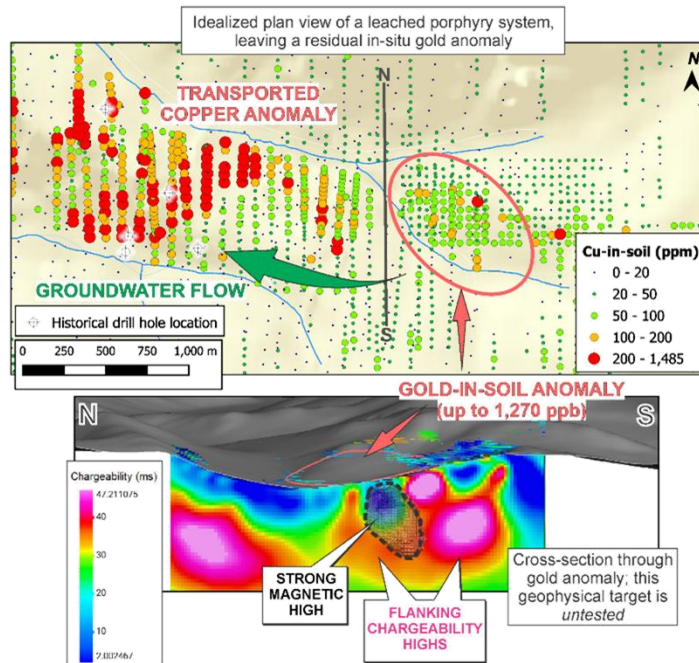 Idealized plan view of a leached porphyry system,
leaving a residual in-situ gold anomaly
N
N
TRANSPORTED
COPPER ANOMALY
GROUNDWATER FLOW
S
Historical drill hole location
0 250 500 750 1,000 m
Cu-in-soil (ppm)
0 - 20
20 - 50
50 - 100
100 - 200
200 - 1,485
GOLD-IN-SOIL ANOMALY
(up to 1,270 ppb)
N
S
Chargeability (ms)
47.211075
40
30
20
10
2.002467
STRONG
MAGNETIC
HIGH
FLANKING
CHARGEABILITY
HIGHS
Cross-section through
gold anomaly; this
geophysical target is
untested